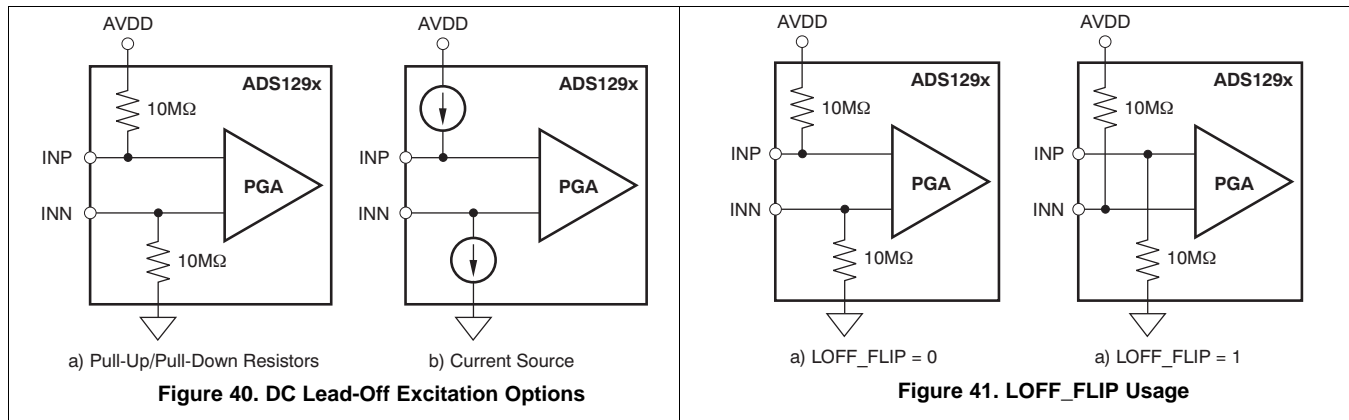 AVDD
ADS129x
10MΩ
INP
PGA
INN
10MΩ
a) Pull-Up/Pull-Down Resistors
AVDD
ADS129x
INP
PGA
INN
b) Current Source
Figure 40. DC Lead-Off Excitation Options
AVDD
ADS129x
10MΩ
INP
PGA
INN
10MΩ
a) LOFF_FLIP = 0
AVDD
ADS129x
10MΩ
INP
PGA
INN
10MΩ
a) LOFF_FLIP = 1
Figure 41. LOFF_FLIP Usage